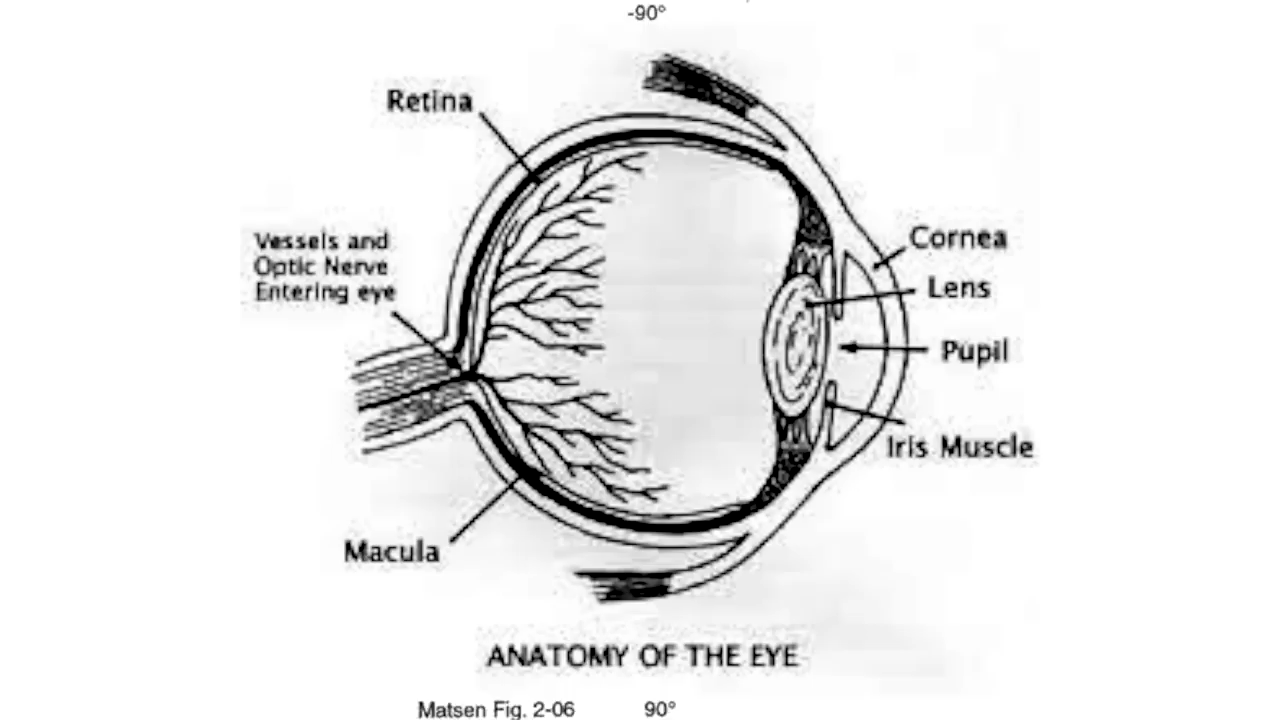 -90°
Retina
Vessels and
Optic Nerve
Entering eye
Cornea
Lens
Pupil
Iris Muscle
Macula
ANATOMY OF THE EYE
Matsen Fig. 2-06 90°